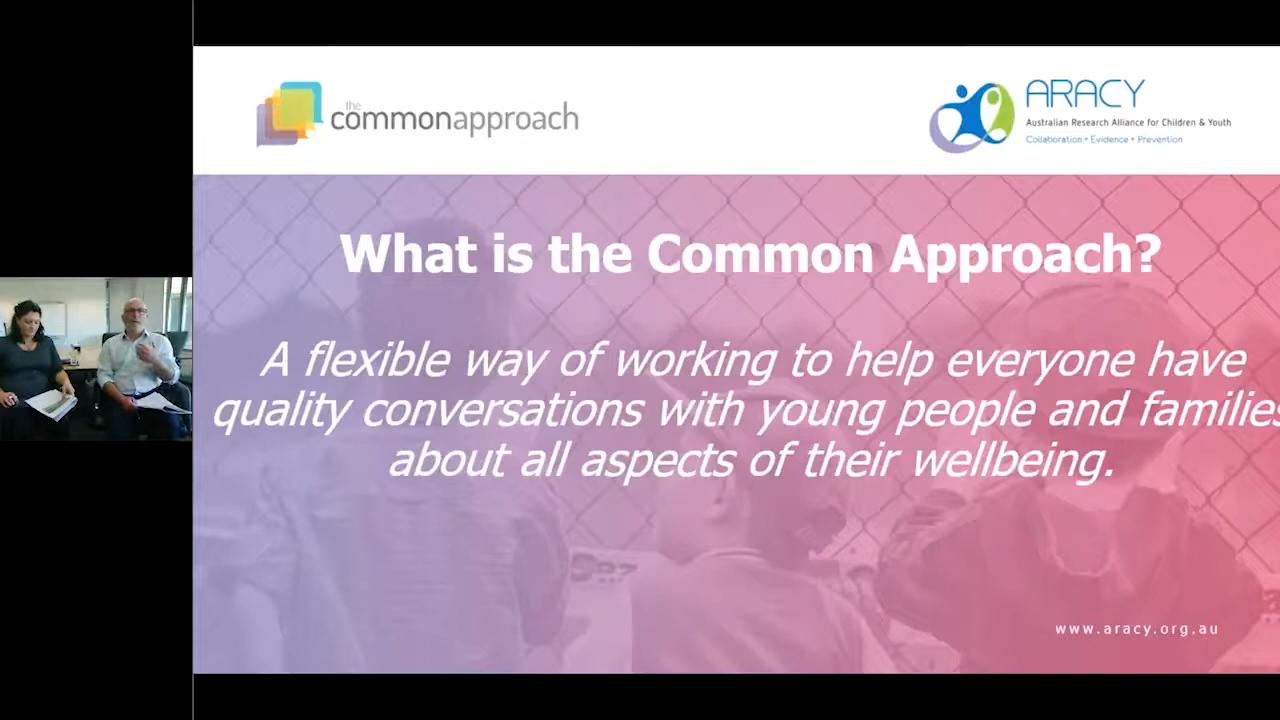 the
commonapproach
ARACY
Australian Research Alliance for Children & Youth
Collaboration • Evidence • Prevention
What is the Common Approach?
A flexible way of working to help everyone have
quality conversations with young people and families
about all aspects of their wellbeing.
www.aracy.org.au